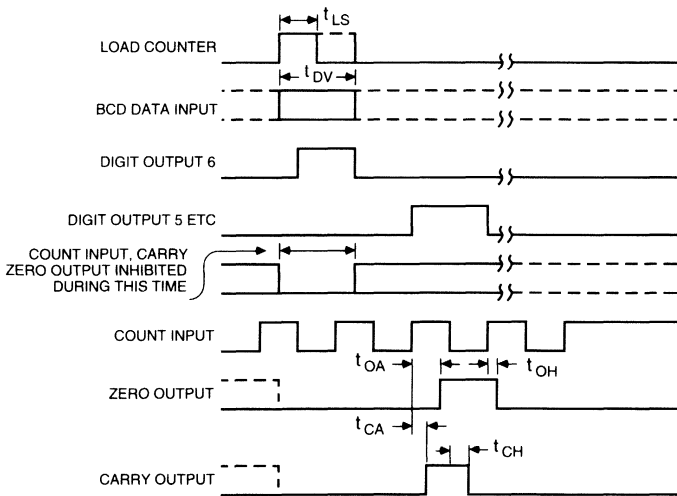 t LS
LOAD COUNTER
t DV
BCD DATA INPUT
DIGIT OUTPUT 6
DIGIT OUTPUT 5 ETC
COUNT INPUT, CARRY
ZERO OUTPUT INHIBITED
DURING THIS TIME
COUNT INPUT
t OA
t OH
ZERO OUTPUT
t CA
t CH
CARRY OUTPUT